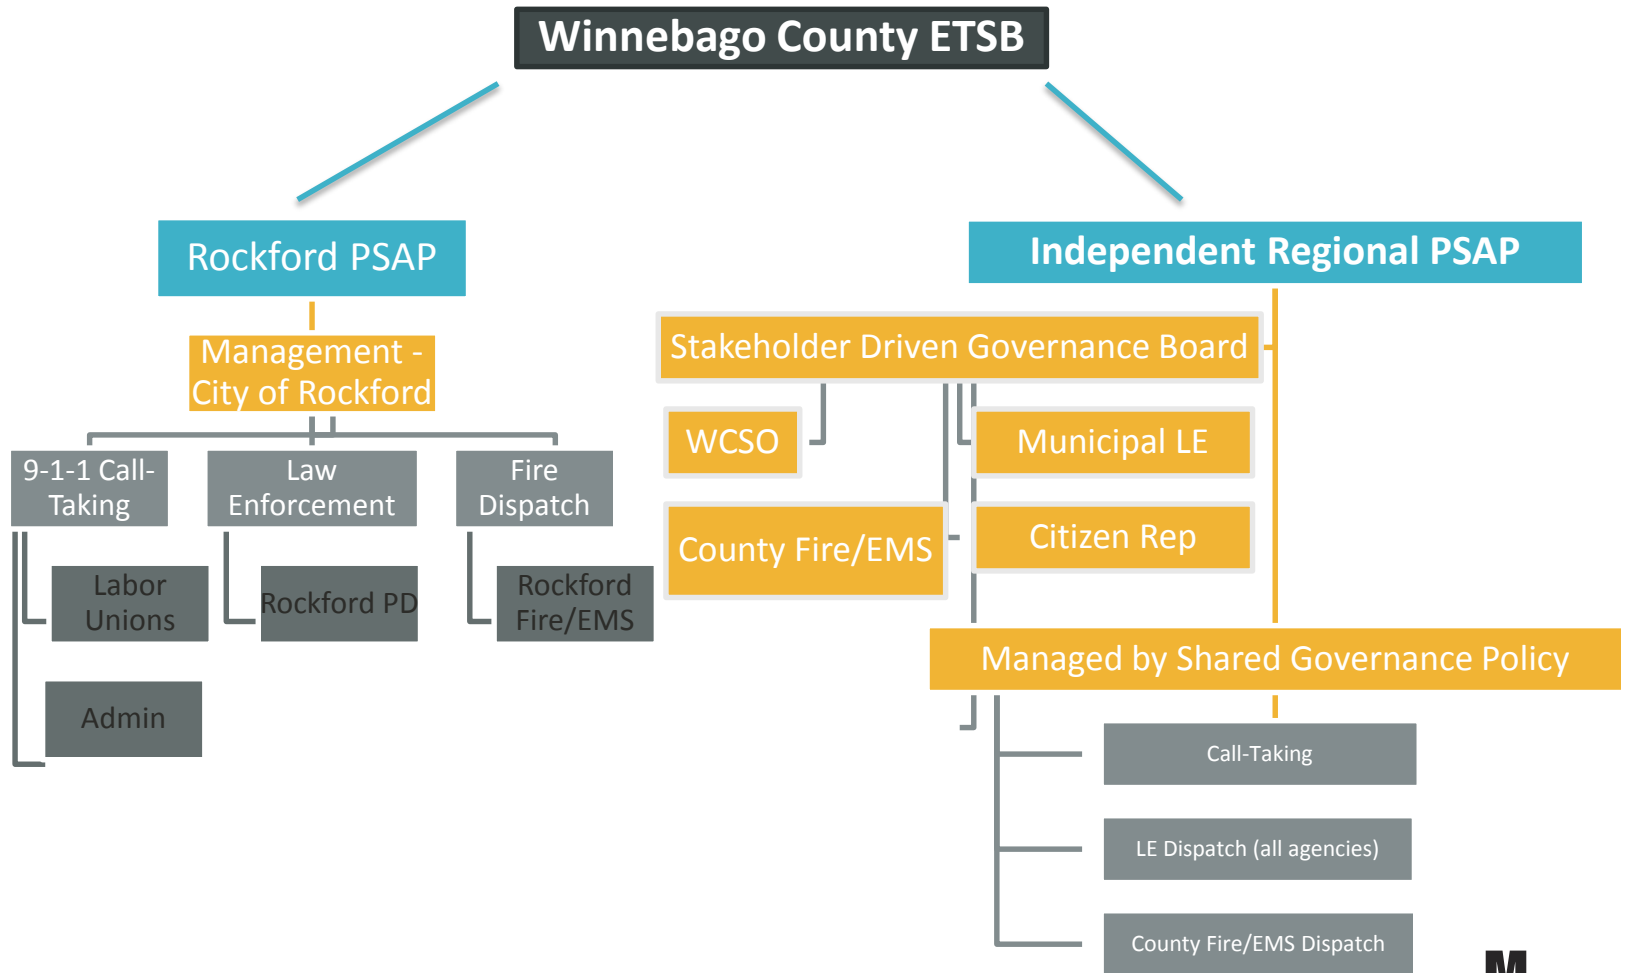 Winnebago County ETSB
Rockford PSAP
Management -
City of Rockford
9-1-1 Call-
Taking
Law
Enforcement
Fire
Dispatch
Labor
Unions
Rockford PD
Rockford
Fire/EMS
Admin
Independent Regional PSAP
Stakeholder Driven Governance Board
WCSO
Municipal LE
County Fire/EMS
Citizen Rep
Managed by Shared Governance Policy
Call-Taking
LE Dispatch (all agencies)
County Fire/EMS Dispatch
M